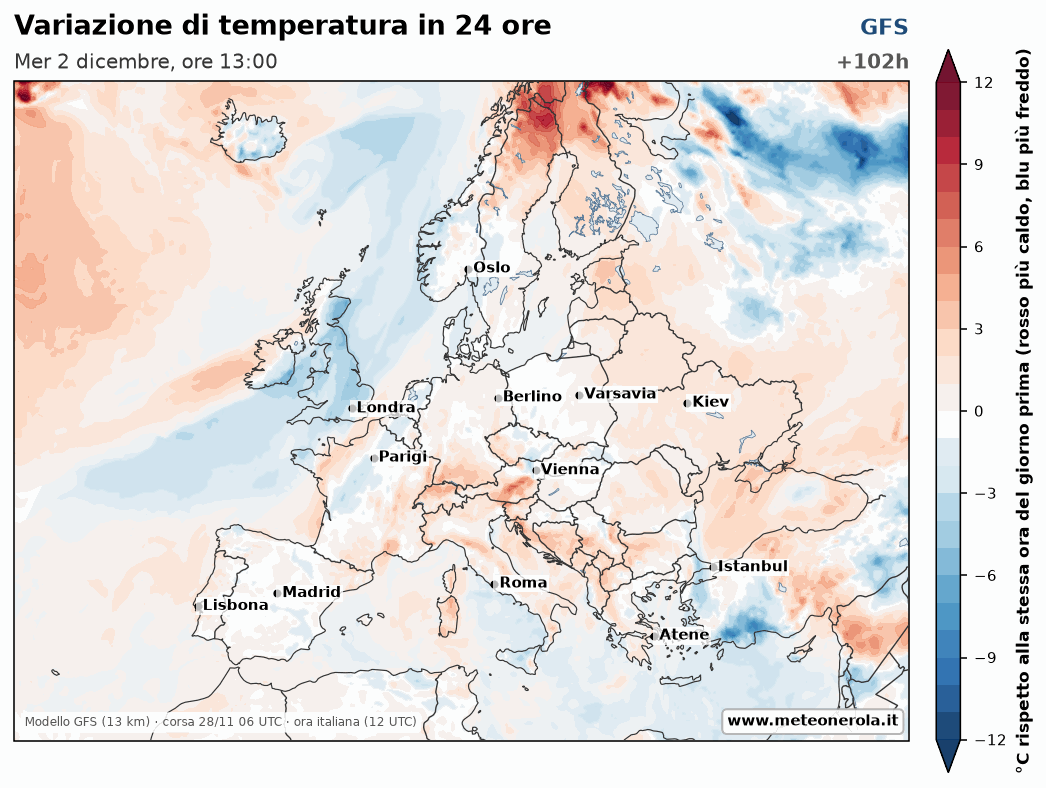 Variazione di temperatura in 24 ore
GFS
Mer 2 dicembre, ore 13:00
+102h
Oslo
Londra
Berlino
Varsavia
Kiev
Parigi
Vienna
Istanbul
Roma
Madrid
Lisbona
Atene
Modello GFS (13 km) · corsa 28/11 06 UTC · ora italiana (12 UTC)
www.meteonerola.it
12
9
6
3
0
−3
−6
−9
−12
°C rispetto alla stessa ora del giorno prima (rosso più caldo, blu più freddo)